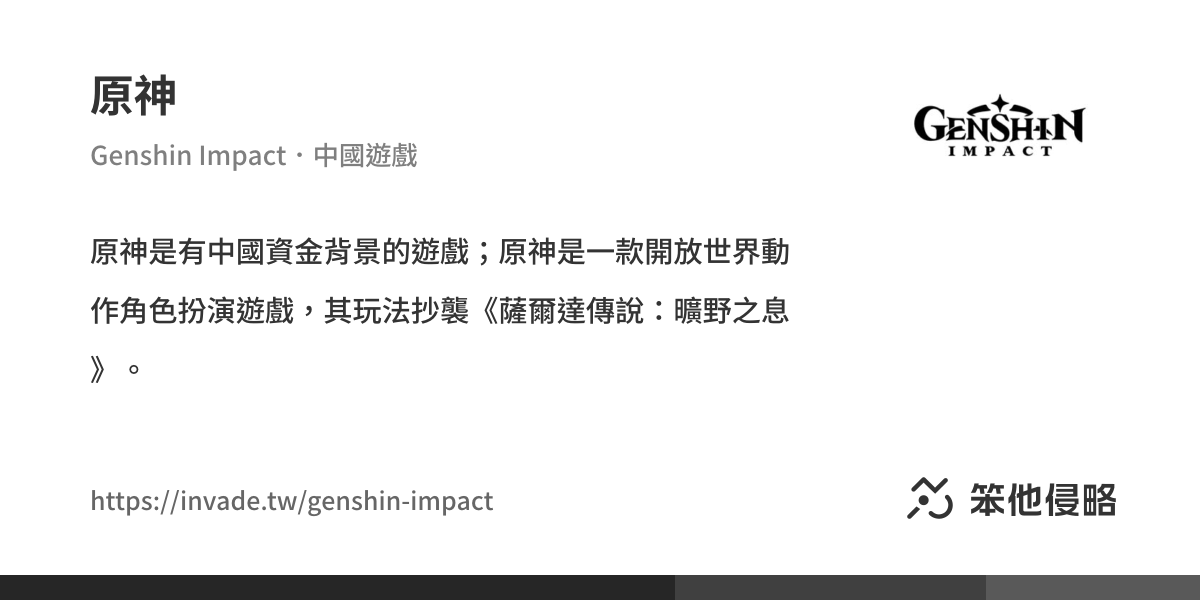 原神
Genshin Impact・中國遊戲
GENSHIN
IMPACT
原神是有中國資金背景的遊戲；原神是一款開放世界動
作角色扮演遊戲，其玩法抄襲《薩爾達傳說：曠野之息
》。
https://invade.tw/genshin-impact
笨他侵略